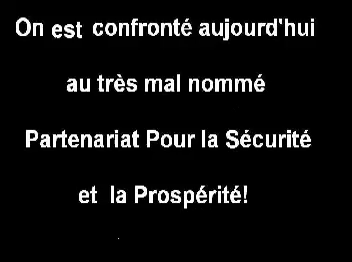 On est confronté aujourd'hui
au très mal nommé
Partenariat Pour la Sécurité
et la Prospérité!